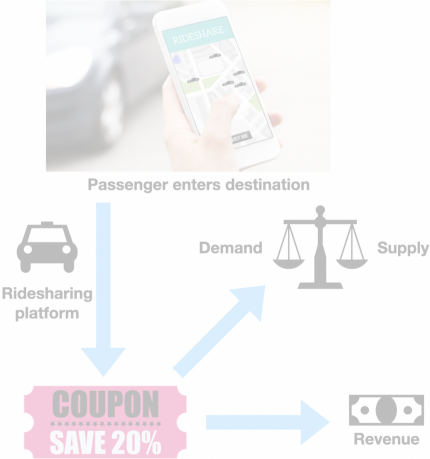 RIDESHARE
Passenger enters destination
Demand
Supply
Ridesharing
platform
COUPON
SAVE 20%
Revenue